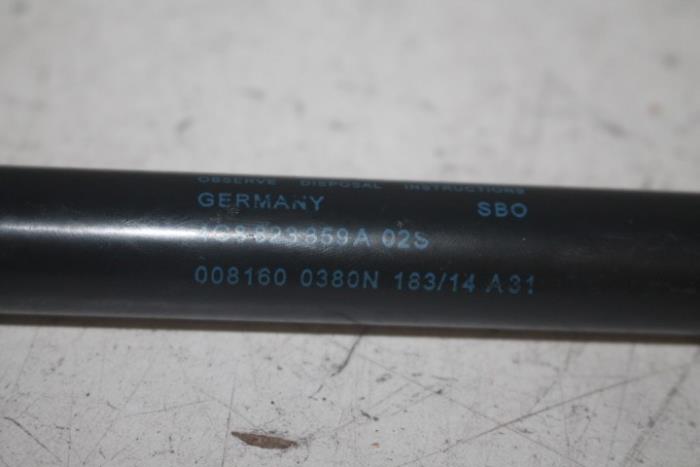 OBSERVE DISPOSAL INSTRUCTIONS
GERMANY SBO
4G8823359A 02S
008160 0380N 183/14 A31